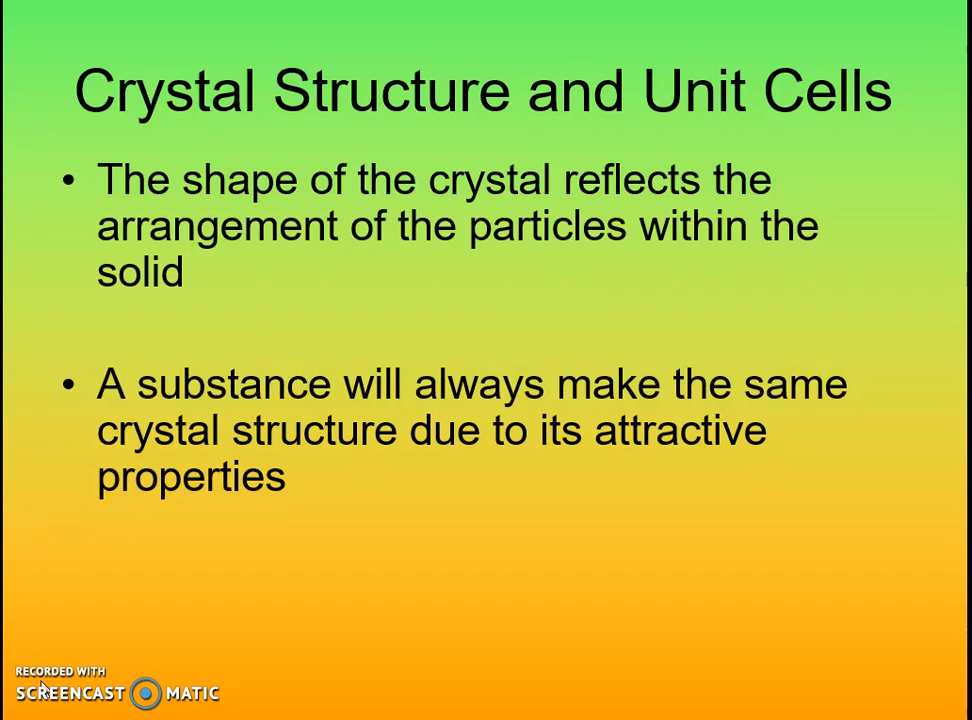 Crystal Structure and Unit Cells
• The shape of the crystal reflects the
arrangement of the particles within the
solid
• A substance will always make the same
crystal structure due to its attractive
properties
RECORDED WITH
SCREENCAST MATIC